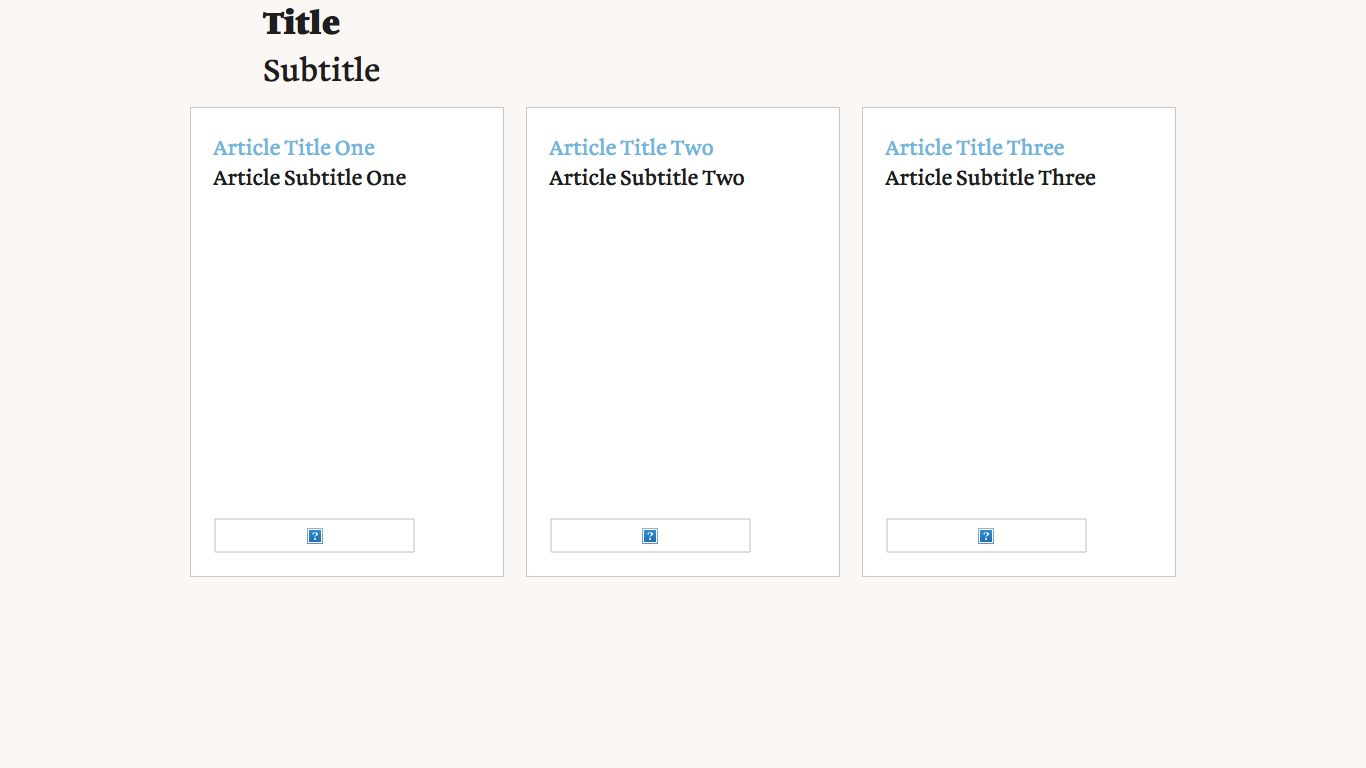 Title
Subtitle
Article Title One
Article Subtitle One
Article Title Two
Article Subtitle Two
Article Title Three
Article Subtitle Three
?
?
?